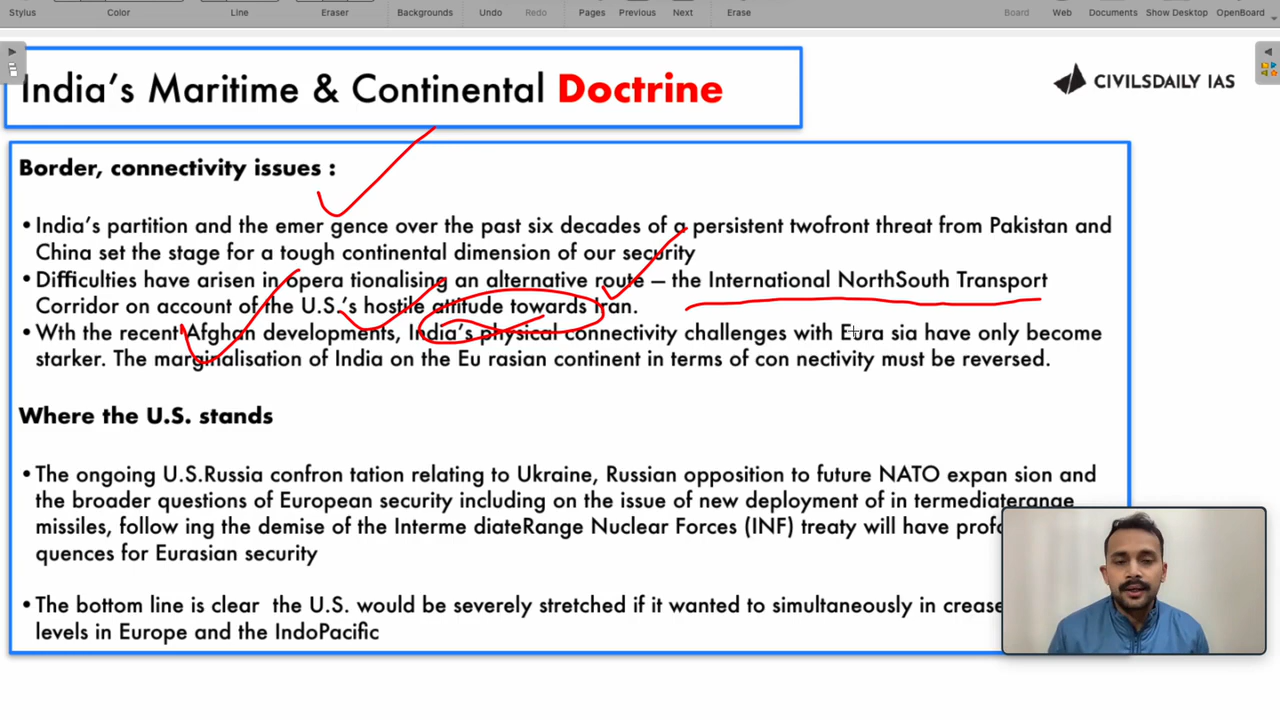 Stylus Color Line Eraser Backgrounds Undo Redo Pages Previous Next Erase Board Web Documents Show Desktop OpenBoard
India's Maritime & Continental Doctrine
CIVILSDAILY IAS
Border, connectivity issues :
• India's partition and the emer gence over the past six decades of a persistent twofront threat from Pakistan and
China set the stage for a tough continental dimension of our security
• Difficulties have arisen in opera tionalising an alternative route — the International NorthSouth Transport
Corridor on account of the U.S.'s hostile attitude towards Iran.
• Wth the recent Afghan developments, India's physical connectivity challenges with Eura sia have only become
starker. The marginalisation of India on the Eu rasian continent in terms of con nectivity must be reversed.
Where the U.S. stands
• The ongoing U.S.Russia confron tation relating to Ukraine, Russian opposition to future NATO expan sion and
the broader questions of European security including on the issue of new deployment of in termediaterange
missiles, follow ing the demise of the Interme diateRange Nuclear Forces (INF) treaty will have
quences for Eurasian security
• The bottom line is clear the U.S. would be severely stretched if it wanted to simultaneously in crease
levels in Europe and the IndoPacific